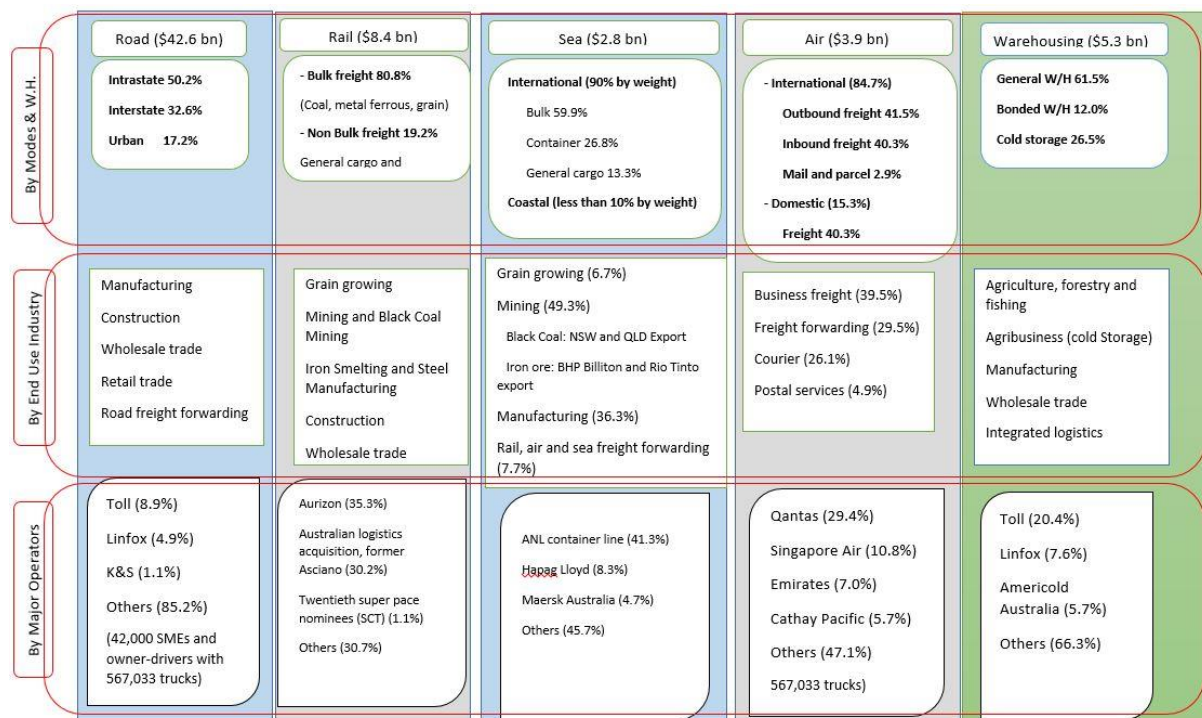 By Modes & W.H.
Road ($42.6 bn)
Intrastate 50.2%
Interstate 32.6%
Urban 17.2%
Rail ($8.4 bn)
- Bulk freight 80.8%
(Coal, metal ferrous, grain)
- Non Bulk freight 19.2%
General cargo and
Sea ($2.8 bn)
International (90% by weight)
Bulk 59.9%
Container 26.8%
General cargo 13.3%
Coastal (less than 10% by weight)
Air ($3.9 bn)
- International (84.7%)
Outbound freight 41.5%
Inbound freight 40.3%
Mail and parcel 2.9%
- Domestic (15.3%)
Freight 40.3%
Warehousing ($5.3 bn)
General W/H 61.5%
Bonded W/H 12.0%
Cold storage 26.5%
By End Use Industry
Manufacturing
Construction
Wholesale trade
Retail trade
Road freight forwarding
Grain growing
Mining and Black Coal
Mining
Iron Smelting and Steel
Manufacturing
Construction
Wholesale trade
Grain growing (6.7%)
Mining (49.3%)
Black Coal: NSW and QLD Export
Iron ore: BHP Billiton and Rio Tinto
export
Manufacturing (36.3%)
Rail, air and sea freight forwarding
(7.7%)
Business freight (39.5%)
Freight forwarding (29.5%)
Courier (26.1%)
Postal services (4.9%)
Agriculture, forestry and
fishing
Agribusiness (cold Storage)
Manufacturing
Wholesale trade
Integrated logistics
By Major Operators
Toll (8.9%)
Linfox (4.9%)
K&S (1.1%)
Others (85.2%)
(42,000 SMEs and
owner-drivers with
567,033 trucks)
Aurizon (35.3%)
Australian logistics
acquisition, former
Asciano (30.2%)
Twentieth super pace
nominees (SCT) (1.1%)
Others (30.7%)
ANL container line (41.3%)
Hapag Lloyd (8.3%)
Maersk Australia (4.7%)
Others (45.7%)
Qantas (29.4%)
Singapore Air (10.8%)
Emirates (7.0%)
Cathay Pacific (5.7%)
Others (47.1%)
567,033 trucks)
Toll (20.4%)
Linfox (7.6%)
Americold
Australia (5.7%)
Others (66.3%)